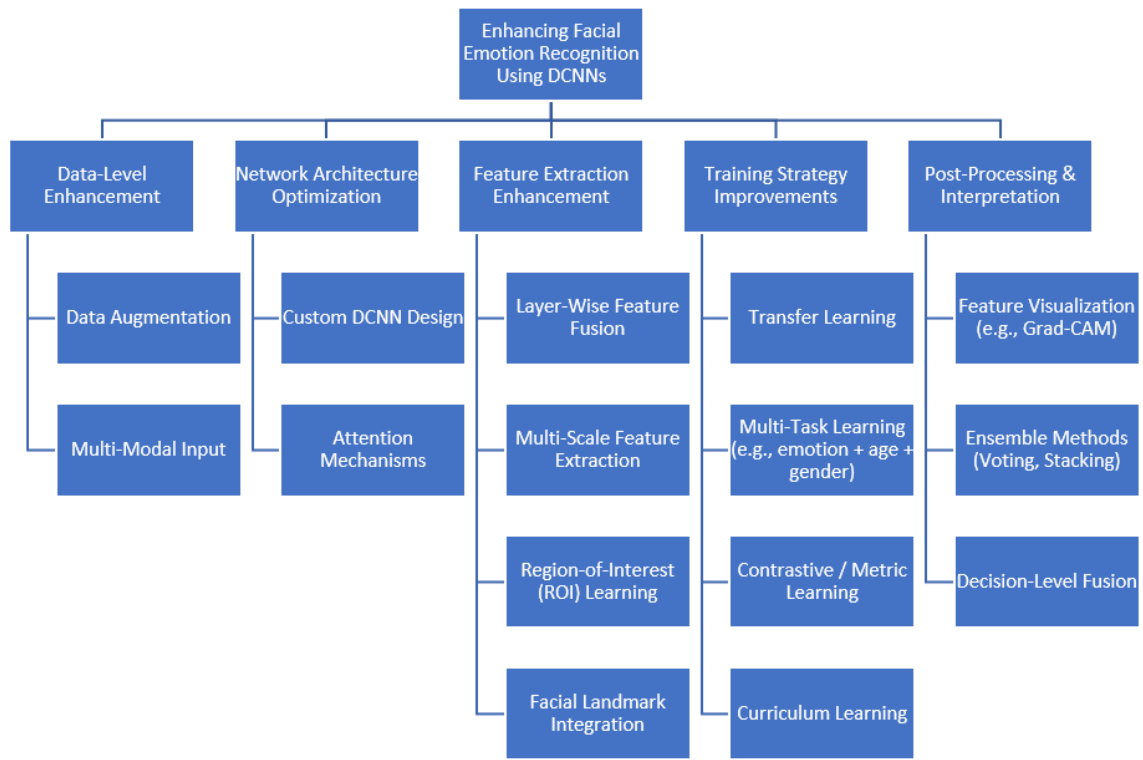 Enhancing Facial
Emotion Recognition
Using DCNNs
Data-Level
Enhancement
Network Architecture
Optimization
Feature Extraction
Enhancement
Training Strategy
Improvements
Post-Processing &
Interpretation
Data Augmentation
Multi-Modal Input
Custom DCNN Design
Attention
Mechanisms
Layer-Wise Feature
Fusion
Multi-Scale Feature
Extraction
Region-of-Interest
(ROI) Learning
Facial Landmark
Integration
Transfer Learning
Multi-Task Learning
(e.g., emotion + age +
gender)
Contrastive / Metric
Learning
Curriculum Learning
Feature Visualization
(e.g., Grad-CAM)
Ensemble Methods
(Voting, Stacking)
Decision-Level Fusion